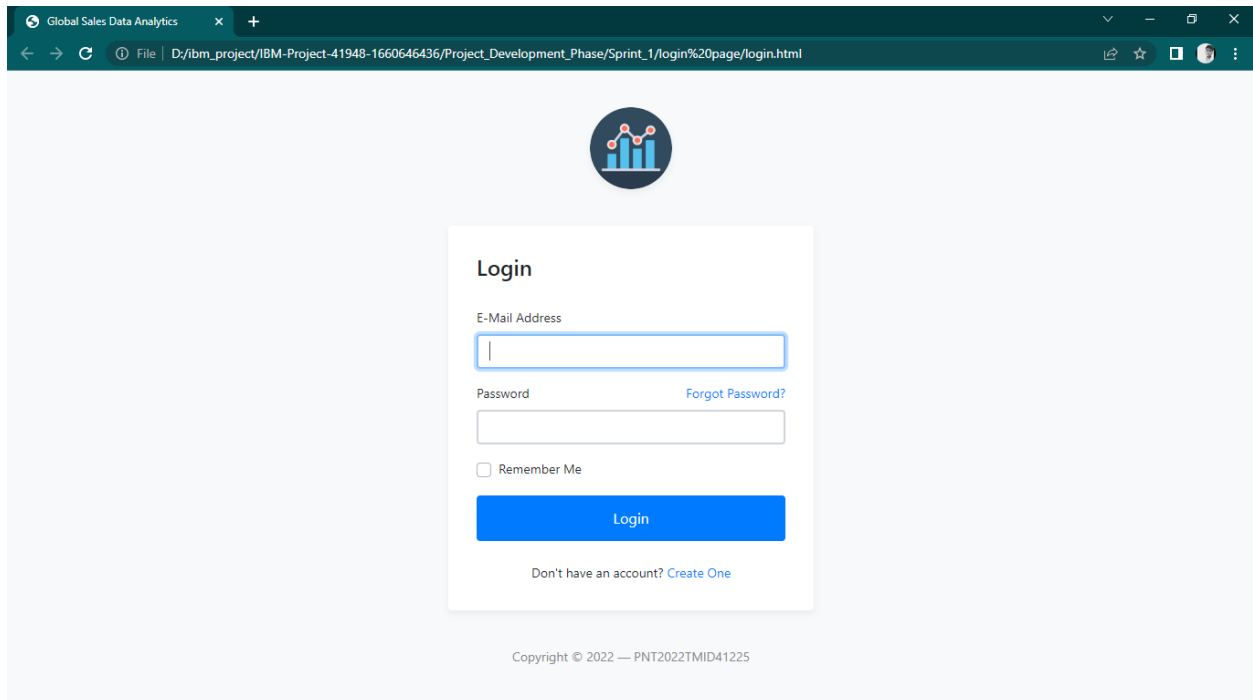 Global Sales Data Analytics
File | D:/ibm_project/IBM-Project-41948-1660646436/Project_Development_Phase/Sprint_1/login%20page/login.html
Login
E-Mail Address
Password Forgot Password?
Remember Me
Login
Don't have an account? Create One
Copyright © 2022 — PNT2022TMID41225